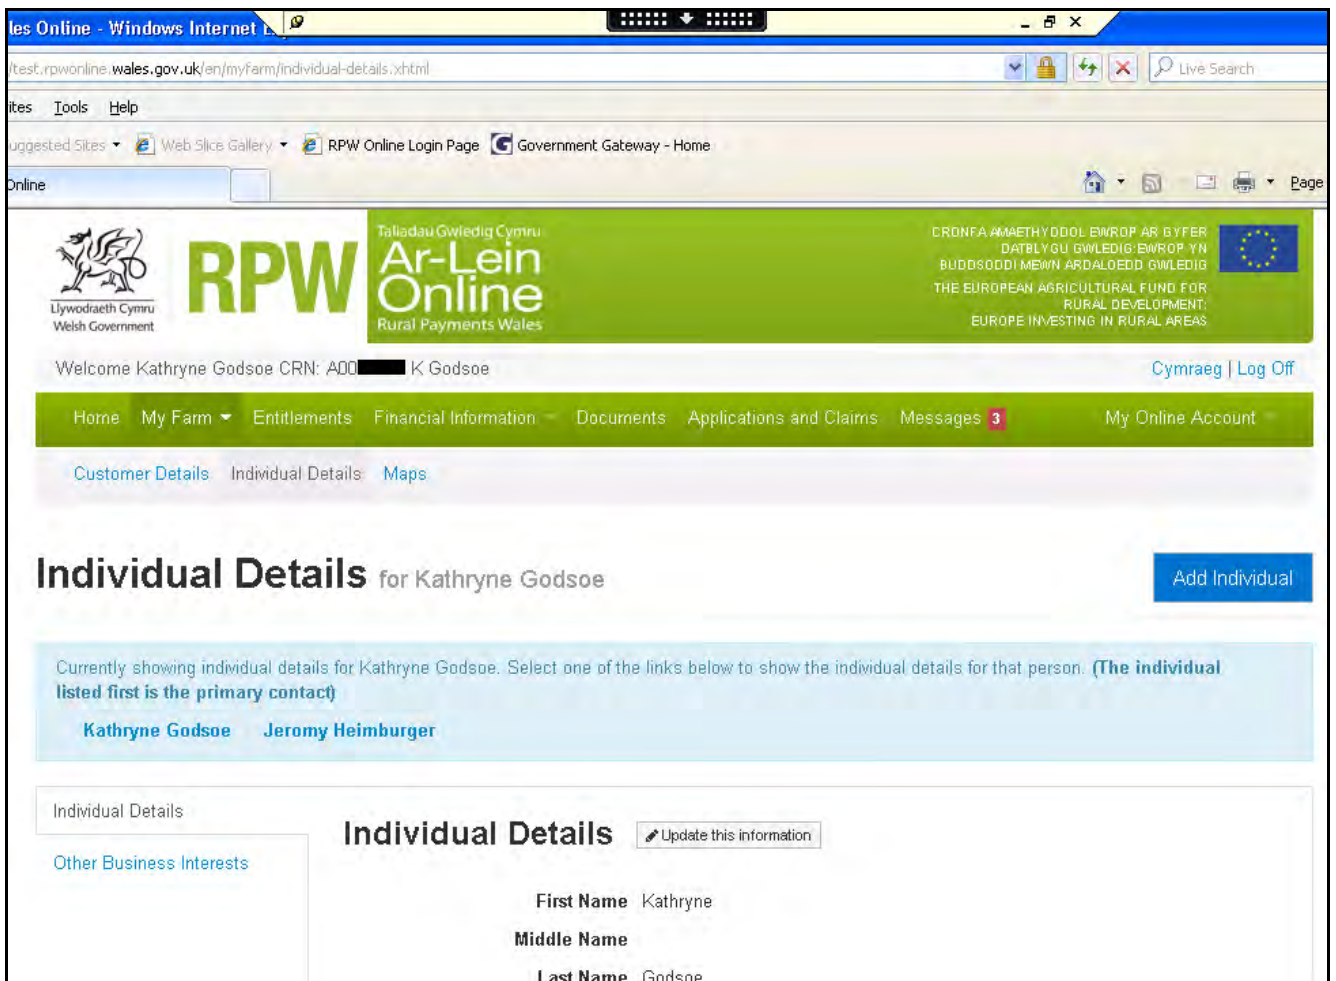 les Online - Windows Internet
/test.rpwonline.wales.gov.uk/en/myfarm/individual-details.xhtml
Live Search
ites Tools Help
uggested Sites Web Slice Gallery RPW Online Login Page Government Gateway - Home
Online
Page
Llywodraeth Cymru
Welsh Government
RPW
Taliadau Gwledig Cymru
Ar-Lein
Online
Rural Payments Wales
CRONFA AMAETHYDDOL EWROP AR GYFER
DATBLYGU GWLEDIG: EWROP YN
BUDDSODDI MEWN ARDALOEDD GWLEDIG
THE EUROPEAN AGRICULTURAL FUND FOR
RURAL DEVELOPMENT:
EUROPE INVESTING IN RURAL AREAS
Welcome Kathryne Godsoe CRN: A00 K Godsoe
Cymraeg | Log Off
Home My Farm Entitlements Financial Information Documents Applications and Claims Messages 3 My Online Account
Customer Details Individual Details Maps
Individual Details for Kathryne Godsoe
Add Individual
Currently showing individual details for Kathryne Godsoe. Select one of the links below to show the individual details for that person. (The individual
listed first is the primary contact)
Kathryne Godsoe Jeromy Heimburger
Individual Details
Other Business Interests
Individual Details Update this information
First Name Kathryne
Middle Name
Last Name Godsoe